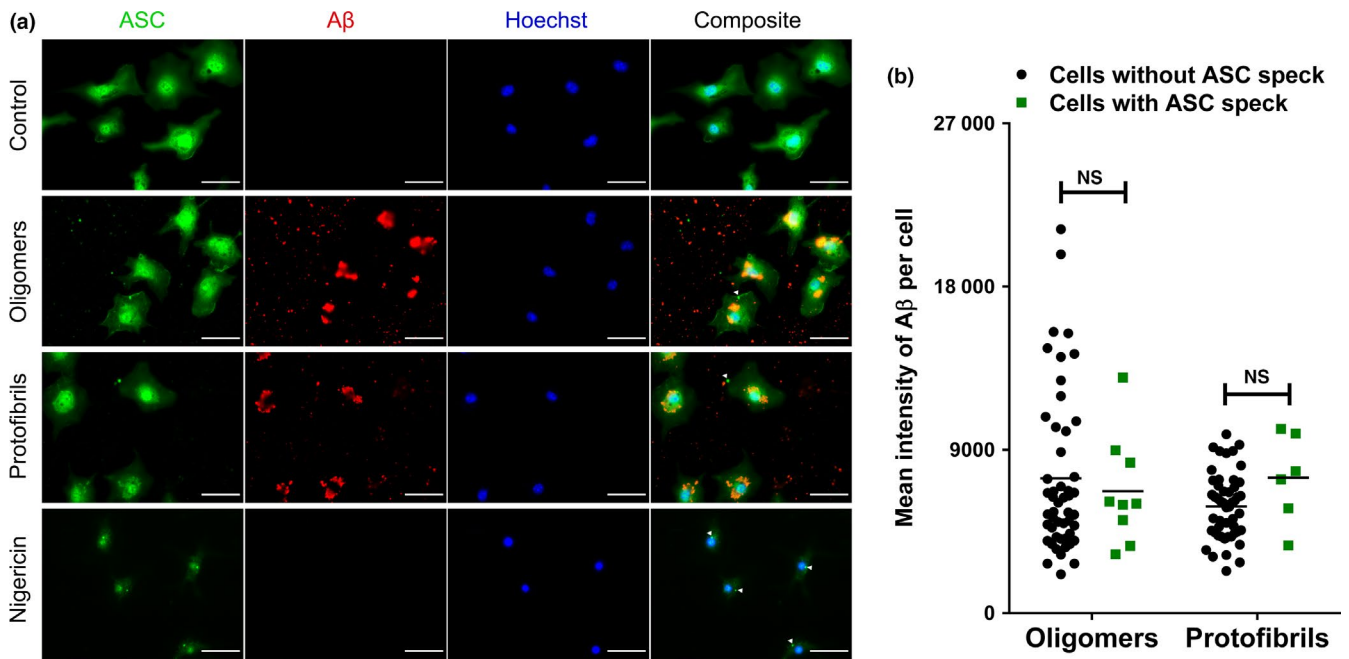 (a)
ASC
Aβ
Hoechst
Composite
Control
Oligomers
Protofibrils
Nigericin
(b)
Cells without ASC speck
Cells with ASC speck
Mean intensity of Aβ per cell
27 000
18 000
9000
0
NS
NS
Oligomers
Protofibrils